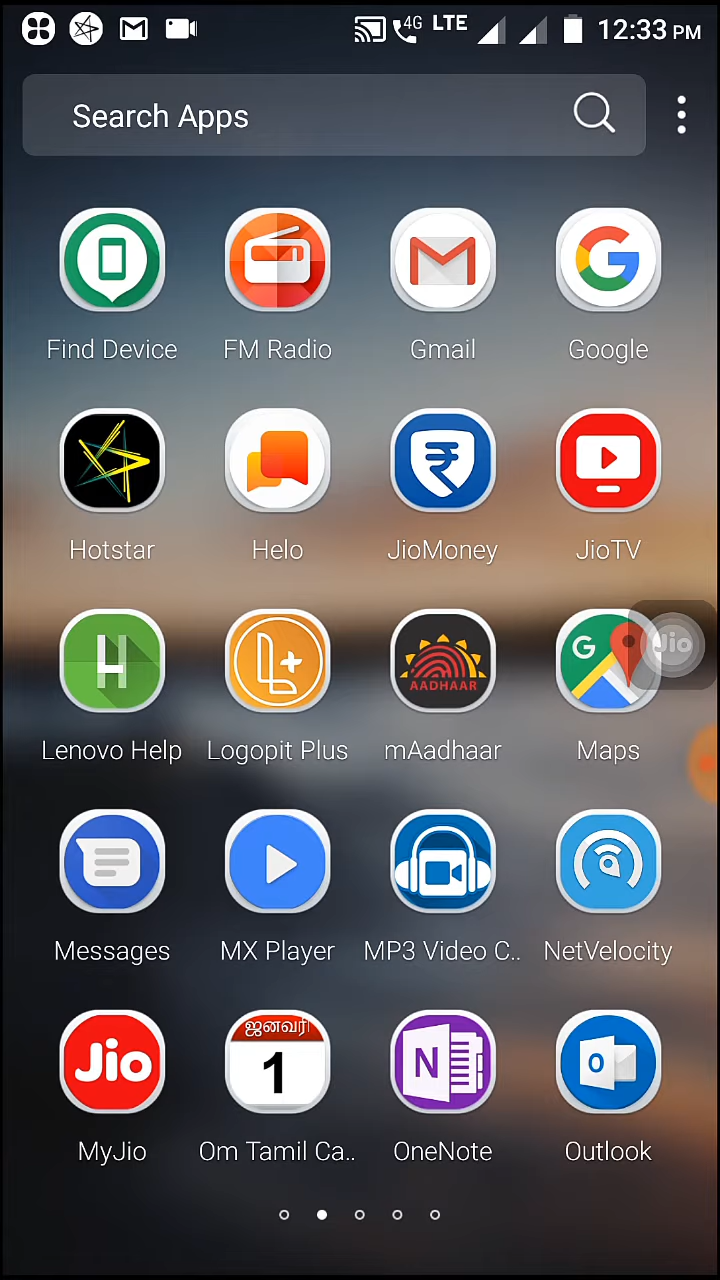 4G LTE 12:33 PM
Search Apps
Find Device FM Radio Gmail Google
G
Hotstar Helo JioMoney JioTV
L+ AADHAAR G Jio
Lenovo Help Logopit Plus mAadhaar Maps
Messages MX Player MP3 Video C.. NetVelocity
Jio ஜனவரி 1 N O
MyJio Om Tamil Ca.. OneNote Outlook